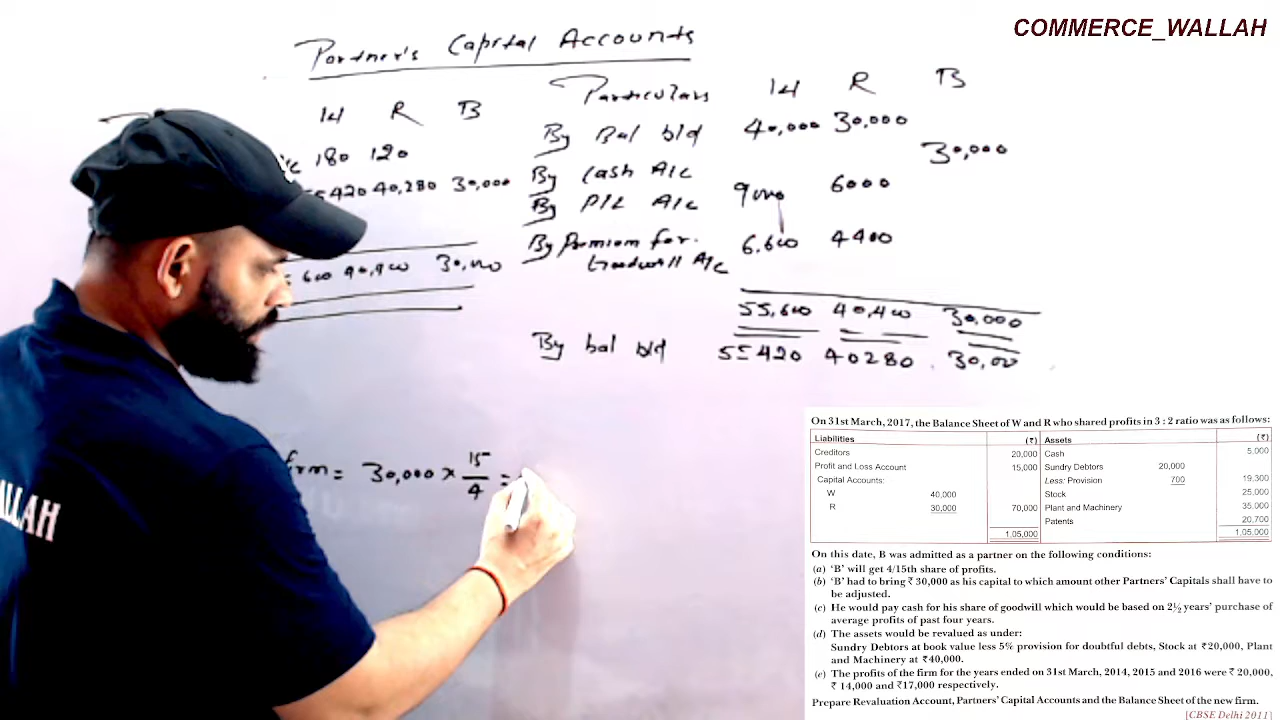 COMMERCE_WALLAH
Partner's Capital Accounts
Particulars W R B
W R B
By Bal b/d 40,000 30,000
180 120
By Cash A/c 30,000
55420 40,280 30,000
By P/L A/c 9000 6000
By Premium for Goodwill A/c 6,600 4400
600 40,400 30,000
55,600 40,400 30,000
By bal b/d 55420 40280 30,00
firm = 30,000 × 15/4 =
ALLAH
On 31st March, 2017, the Balance Sheet of W and R who shared profits in 3 : 2 ratio was as follows:
Liabilities (₹) Assets (₹)
Creditors 20,000 Cash 5,000
Profit and Loss Account 15,000 Sundry Debtors 20,000
Capital Accounts: Less: Provision 700 19,300
W 40,000 Stock 25,000
R 30,000 70,000 Plant and Machinery 35,000
Patents 20,700
1,05,000 1,05,000
On this date, B was admitted as a partner on the following conditions:
(a) 'B' will get 4/15th share of profits.
(b) 'B' had to bring ₹ 30,000 as his capital to which amount other Partners' Capitals shall have to
be adjusted.
(c) He would pay cash for his share of goodwill which would be based on 2½ years' purchase of
average profits of past four years.
(d) The assets would be revalued as under:
Sundry Debtors at book value less 5% provision for doubtful debts, Stock at ₹20,000, Plant
and Machinery at ₹40,000.
(e) The profits of the firm for the years ended on 31st March, 2014, 2015 and 2016 were ₹ 20,000,
₹ 14,000 and ₹17,000 respectively.
Prepare Revaluation Account, Partners' Capital Accounts and the Balance Sheet of the new firm.
[CBSE Delhi 2011]